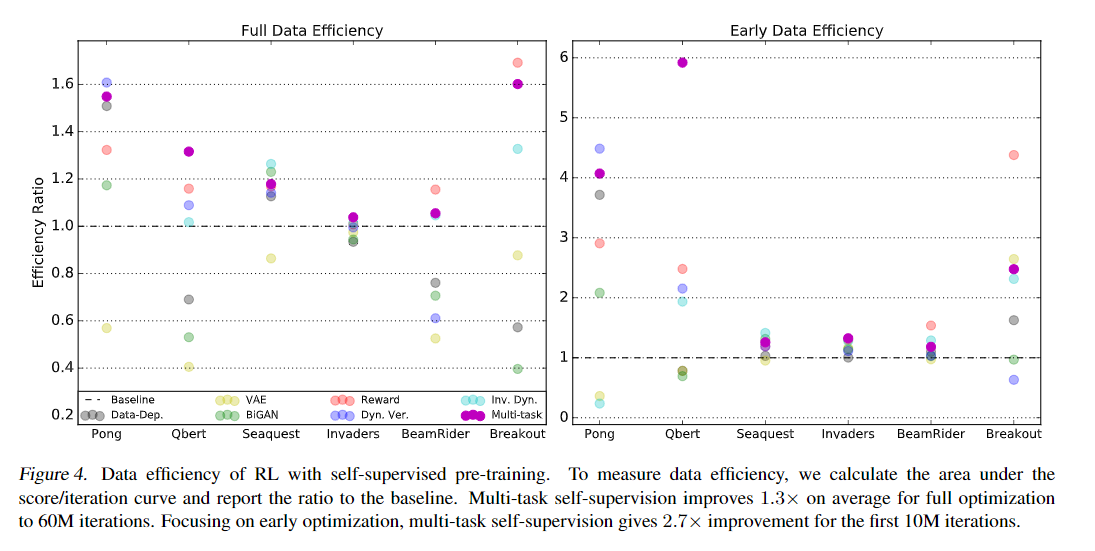 Full Data Efficiency
Early Data Efficiency
Efficiency Ratio
1.6
1.4
1.2
1.0
0.8
0.6
0.4
0.2
Baseline
Data-Dep.
VAE
BiGAN
Reward
Dyn. Ver.
Inv. Dyn.
Multi-task
Pong Qbert Seaquest Invaders BeamRider Breakout
6
5
4
3
2
1
0
Pong Qbert Seaquest Invaders BeamRider Breakout
Figure 4. Data efficiency of RL with self-supervised pre-training. To measure data efficiency, we calculate the area under the
score/iteration curve and report the ratio to the baseline. Multi-task self-supervision improves 1.3× on average for full optimization
to 60M iterations. Focusing on early optimization, multi-task self-supervision gives 2.7× improvement for the first 10M iterations.